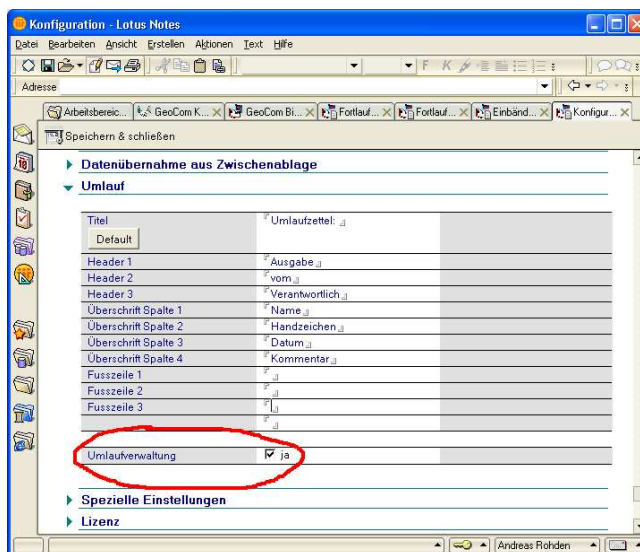 Konfiguration - Lotus Notes
Datei Bearbeiten Ansicht Erstellen Aktionen Text Hilfe
F K
Adresse
Arbeitsbereic... GeoCom K... GeoCom Bi... Fortlauf... Fortlauf... Einbänd... Konfigur...
Speichern & schließen
Datenübernahme aus Zwischenablage
Umlauf
Titel Umlaufzettel:
Default
Header 1 Ausgabe
Header 2 vom
Header 3 Verantwortlich
Überschrift Spalte 1 Name
Überschrift Spalte 2 Handzeichen
Überschrift Spalte 3 Datum
Überschrift Spalte 4 Kommentar
Fusszeile 1
Fusszeile 2
Fusszeile 3
Umlaufverwaltung ja
Spezielle Einstellungen
Lizenz
Andreas Rohden